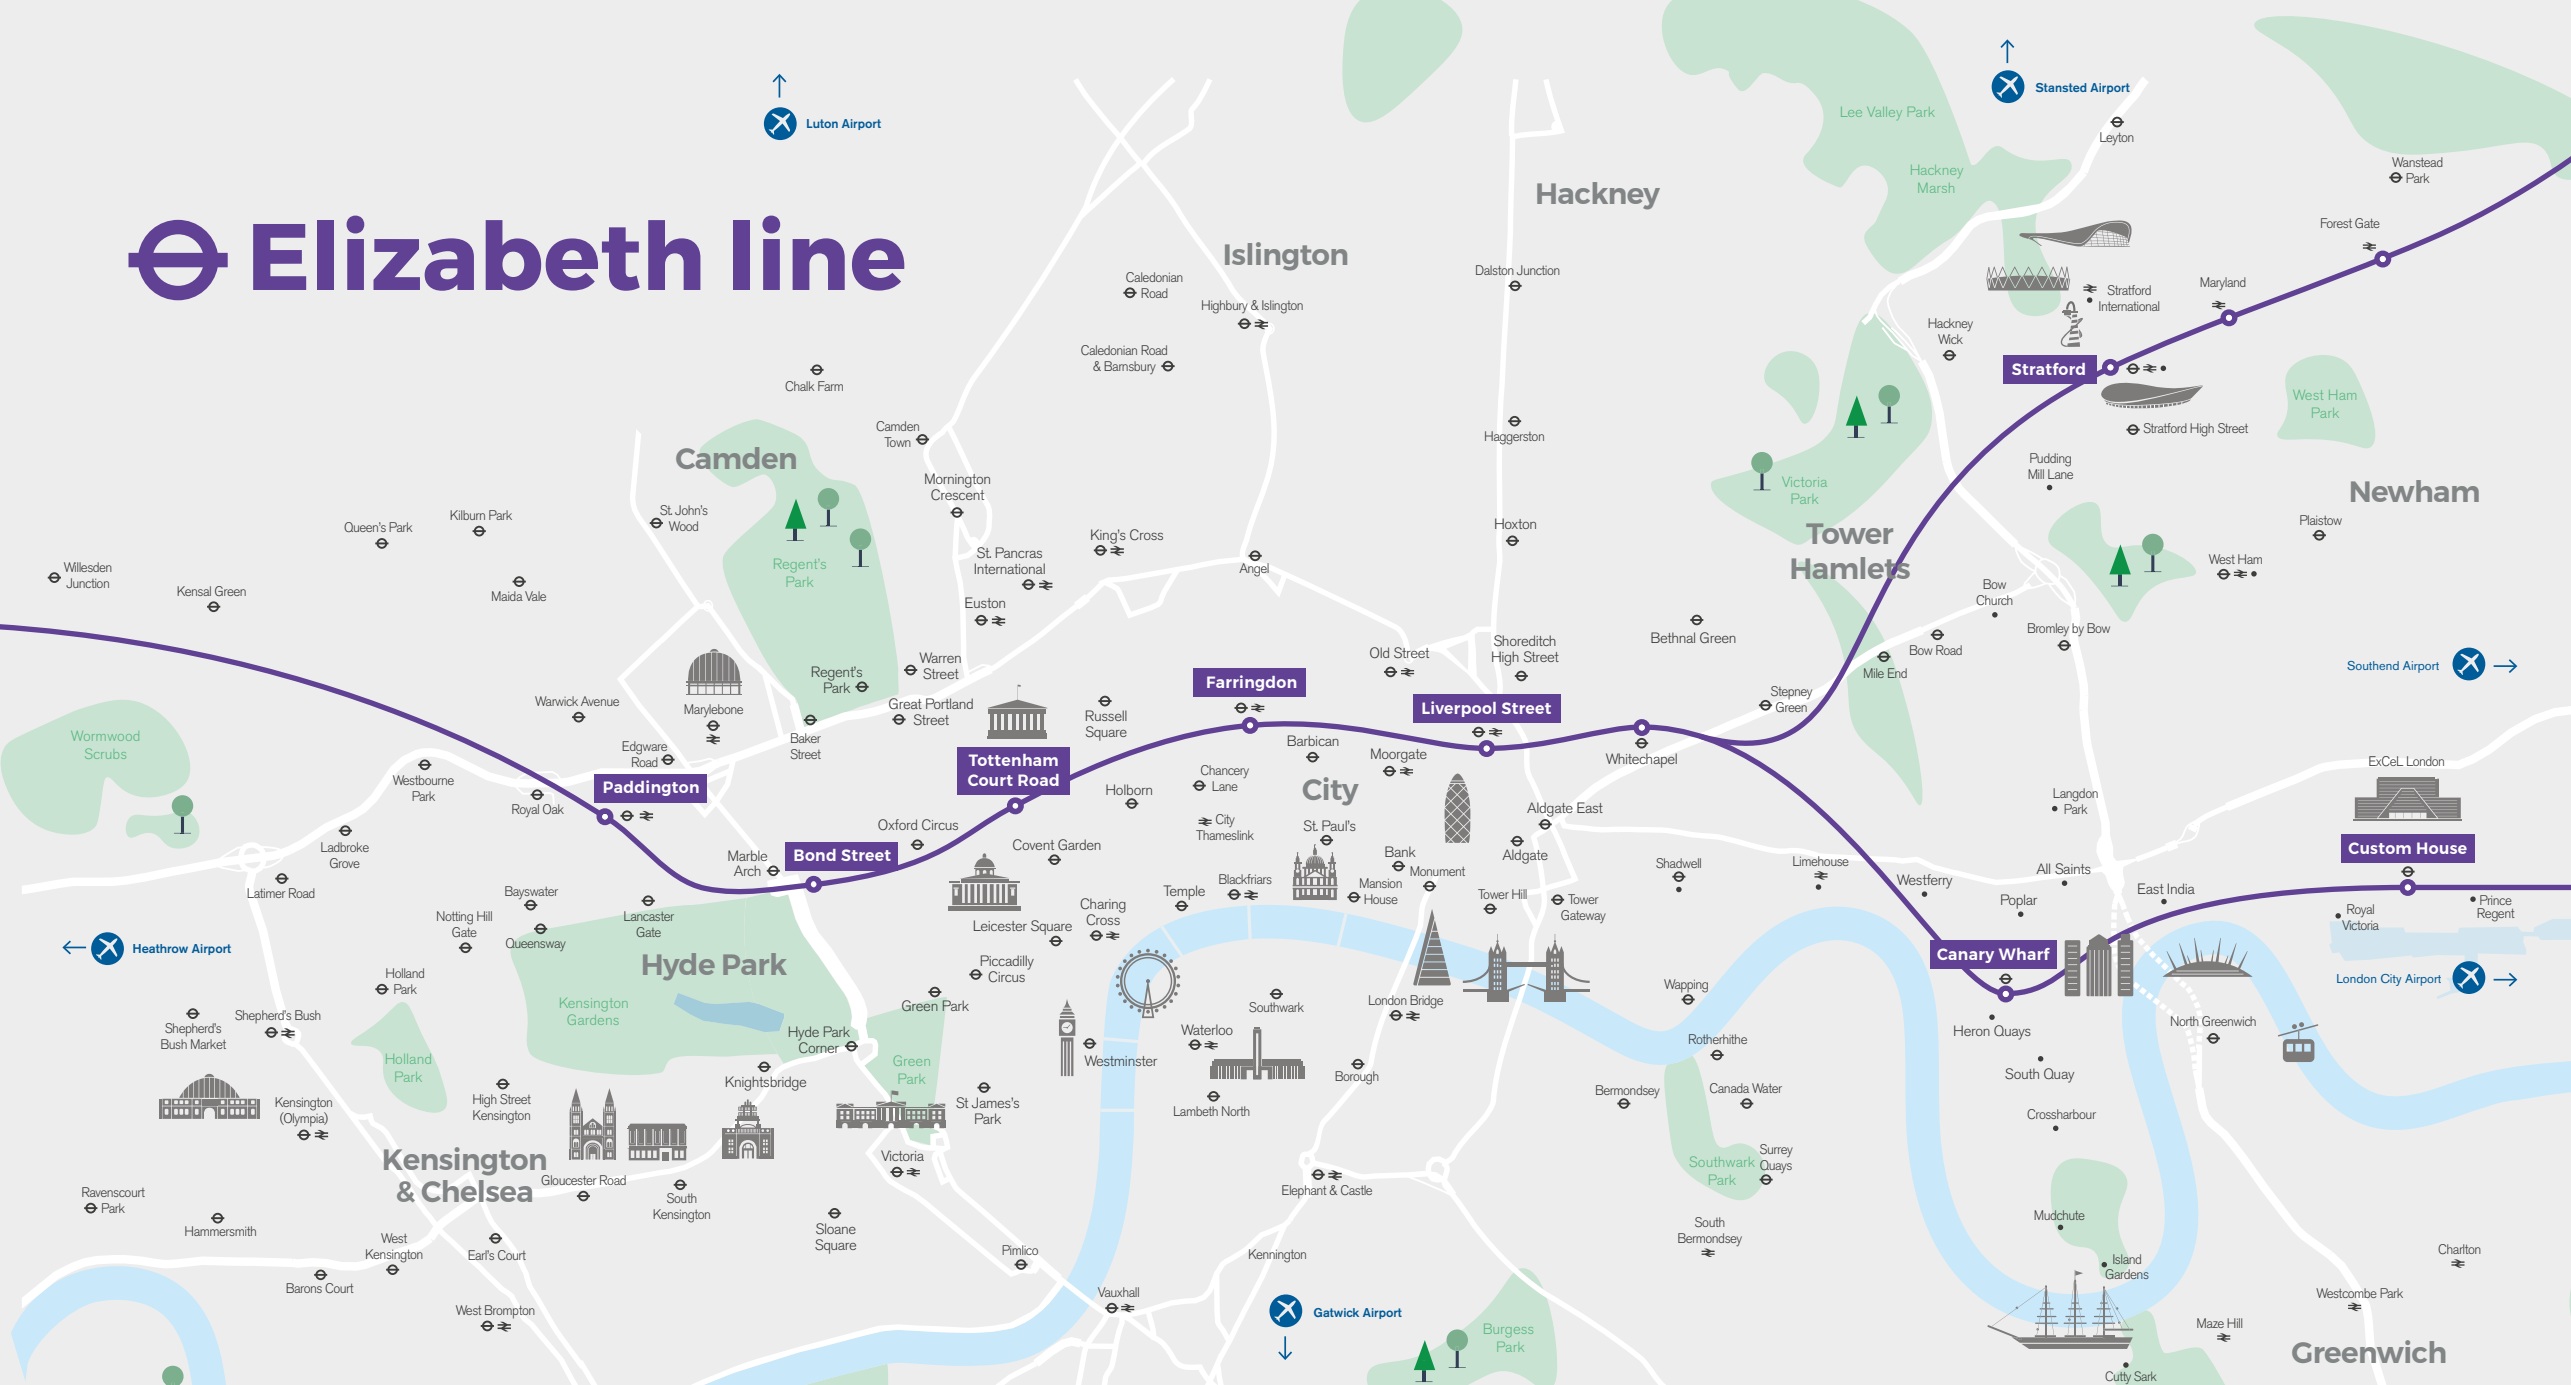 Luton Airport
Stansted Airport
Leyton
Lee Valley Park
Hackney
Marsh
Wanstead
Park
Hackney
Forest Gate
Elizabeth line
Islington
Caledonian
Road
Highbury & Islington
Dalston Junction
Stratford
International
Maryland
Hackney
Wick
Caledonian Road
& Barnsbury
Stratford
Chalk Farm
West Ham
Park
Camden
Town
Haggerston
Stratford High Street
Camden
Pudding
Mill Lane
Mornington
Crescent
Victoria
Park
Newham
St. John's
Wood
Kilburn Park
Queen's Park
Hoxton
Plaistow
King's Cross
Tower
Hamlets
St. Pancras
International
Angel
West Ham
Willesden
Junction
Regent's
Park
Kensal Green
Maida Vale
Bow
Church
Euston
Bethnal Green
Bromley by Bow
Shoreditch
High Street
Old Street
Bow Road
Warren
Street
Mile End
Southend Airport
Regent's
Park
Farringdon
Warwick Avenue
Marylebone
Great Portland
Street
Russell
Square
Liverpool Street
Stepney
Green
Wormwood
Scrubs
Edgware
Road
Baker
Street
Barbican
Moorgate
Whitechapel
ExCeL London
Tottenham
Court Road
Westbourne
Park
Paddington
Royal Oak
Chancery
Lane
City
Holborn
Langdon
Park
Aldgate East
City
Thameslink
St. Paul's
Oxford Circus
Ladbroke
Grove
Covent Garden
Bank
Aldgate
Custom House
Marble
Arch
Bond Street
Shadwell
Limehouse
All Saints
Monument
Westferry
Latimer Road
Bayswater
Temple
Blackfriars
Mansion
House
Tower Hill
Tower
Gateway
East India
Poplar
Prince
Regent
Royal
Victoria
Notting Hill
Gate
Lancaster
Gate
Charing
Cross
Leicester Square
Queensway
Heathrow Airport
Canary Wharf
Hyde Park
Piccadilly
Circus
London City Airport
Holland
Park
Wapping
Kensington
Gardens
Green Park
Southwark
London Bridge
Shepherd's
Bush Market
Shepherd's Bush
North Greenwich
Hyde Park
Corner
Waterloo
Heron Quays
Rotherhithe
Holland
Park
Green
Park
Westminster
Knightsbridge
Borough
South Quay
Bermondsey
Canada Water
High Street
Kensington
Kensington
(Olympia)
St James's
Park
Lambeth North
Crossharbour
Victoria
Surrey
Quays
Southwark
Park
Kensington
& Chelsea
Gloucester Road
Elephant & Castle
Ravenscourt
Park
South
Kensington
Hammersmith
Sloane
Square
South
Bermondsey
Mudchute
West
Kensington
Earl's Court
Pimlico
Kennington
Charlton
Island
Gardens
Barons Court
Vauxhall
Westcombe Park
West Brompton
Gatwick Airport
Burgess
Park
Maze Hill
Greenwich
Cutty Sark